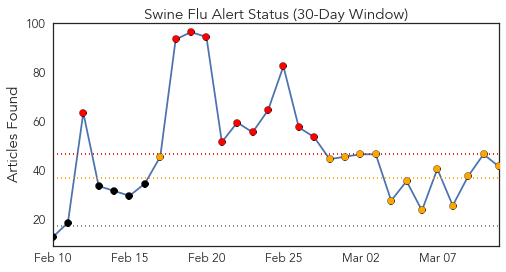 Swine Flu Alert Status (30-Day Window)
Articles Found
100
80
60
40
20
Feb 10
Feb 15
Feb 20
Feb 25
Mar 02
Mar 07